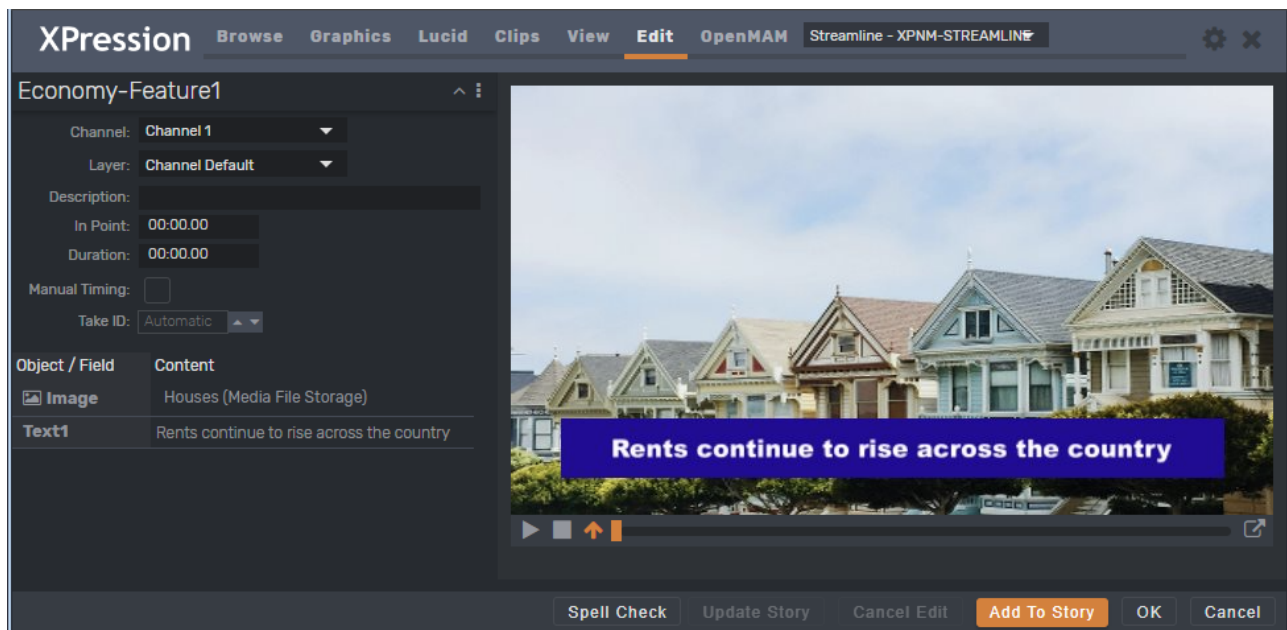 XPression Browse Graphics Lucid Clips View Edit OpenMAM Streamline - XPNM-STREAMLINE
Economy-Feature1
Channel: Channel 1
Layer: Channel Default
Description:
In Point: 00:00.00
Duration: 00:00.00
Manual Timing:
Take ID: Automatic
Object / Field Content
Image Houses (Media File Storage)
Text1 Rents continue to rise across the country
Rents continue to rise across the country
Spell Check Update Story Cancel Edit Add To Story OK Cancel